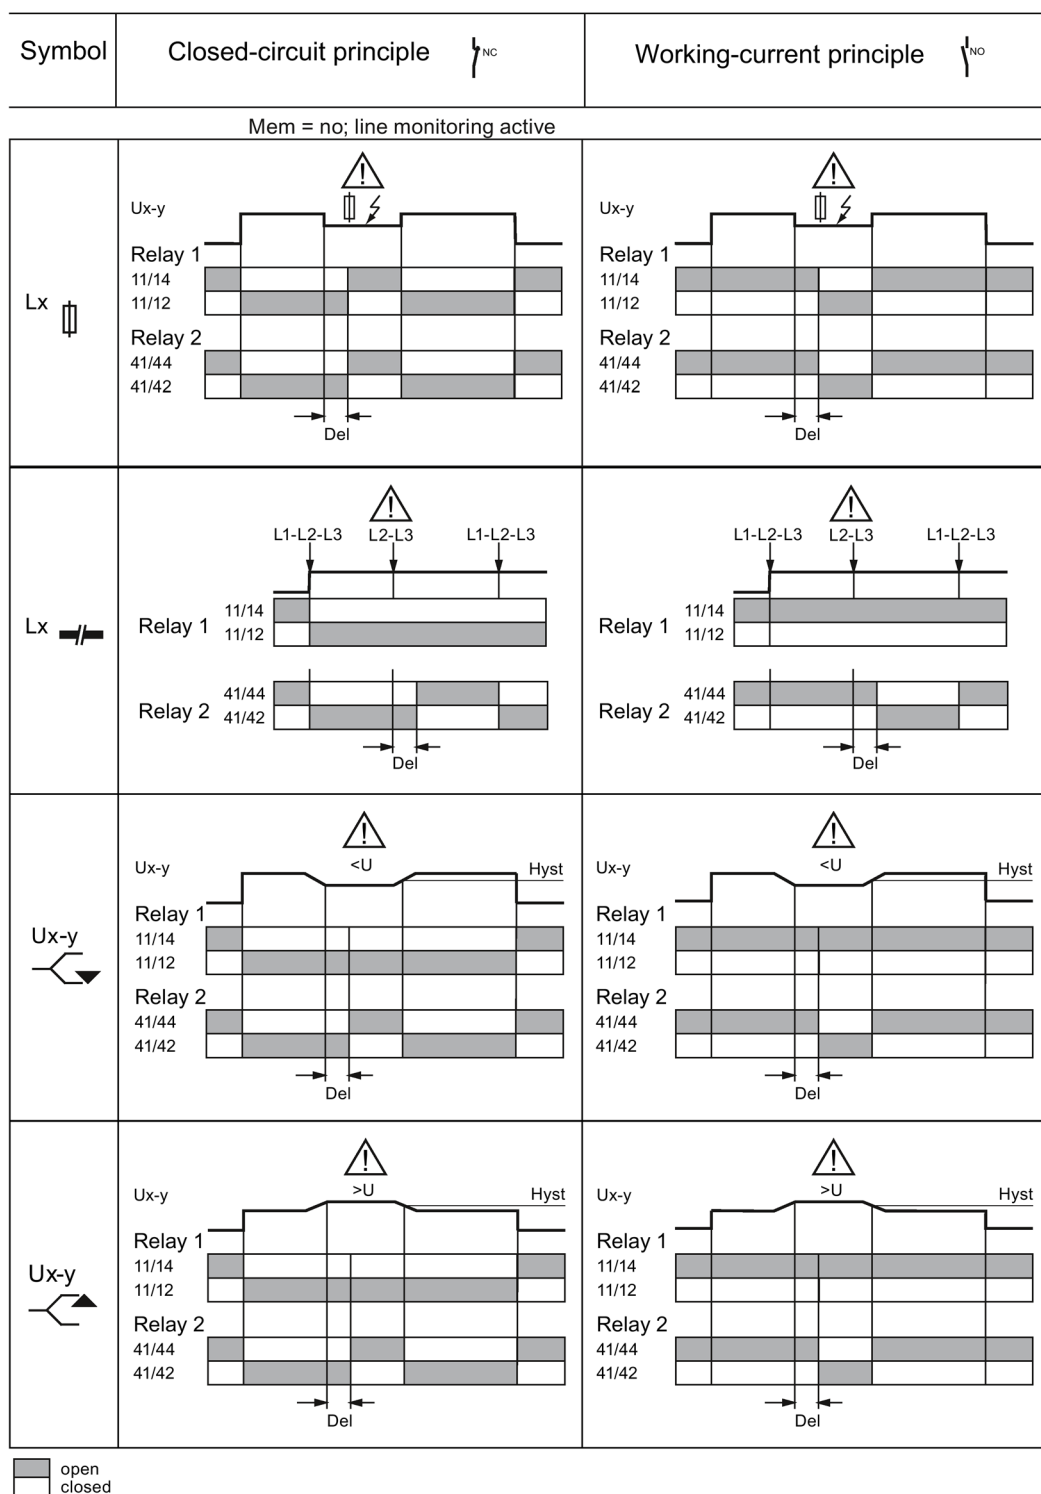 Symbol
Closed-circuit principle NC
Working-current principle NO
Mem = no; line monitoring active
Lx
!
Ux-y
Relay 1
11/14
11/12
Relay 2
41/44
41/42
Del
!
Ux-y
Relay 1
11/14
11/12
Relay 2
41/44
41/42
Del
Lx
!
L1-L2-L3 L2-L3 L1-L2-L3
11/14
Relay 1
11/12
41/44
Relay 2
41/42
Del
!
L1-L2-L3 L2-L3 L1-L2-L3
11/14
Relay 1
11/12
41/44
Relay 2
41/42
Del
Ux-y
!
<U
Ux-y Hyst
Relay 1
11/14
11/12
Relay 2
41/44
41/42
Del
!
<U
Ux-y Hyst
Relay 1
11/14
11/12
Relay 2
41/44
41/42
Del
Ux-y
!
>U
Ux-y Hyst
Relay 1
11/14
11/12
Relay 2
41/44
41/42
Del
!
>U
Ux-y Hyst
Relay 1
11/14
11/12
Relay 2
41/44
41/42
Del
open
closed